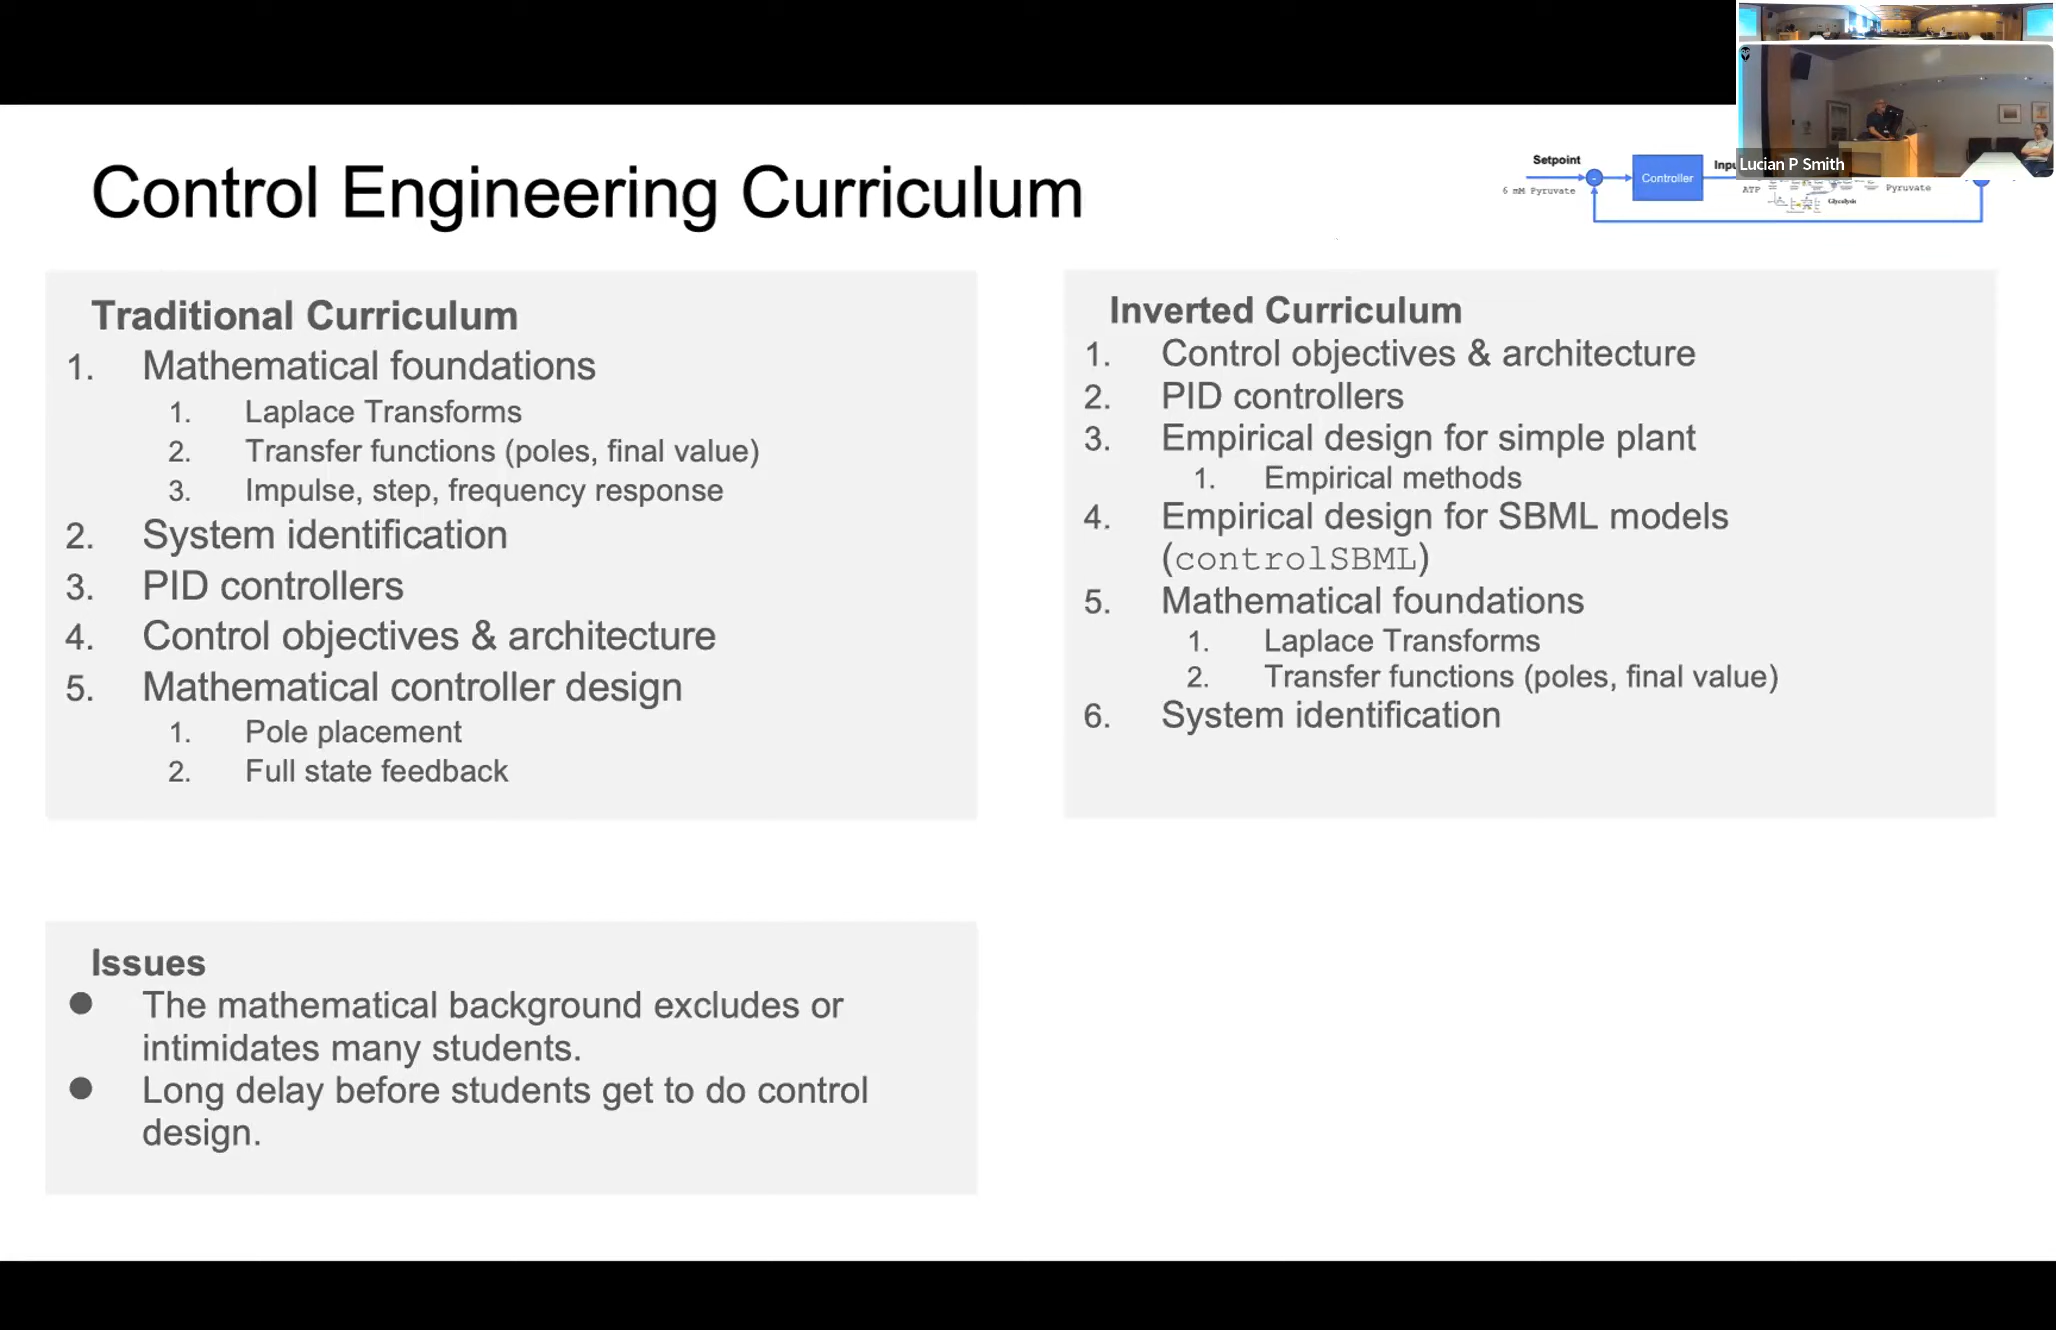 Control Engineering Curriculum
Setpoint
6 mM Pyruvate
Controller
Lucian P Smith
ATP
Pyruvate
Glycolysis
Traditional Curriculum
1. Mathematical foundations
1. Laplace Transforms
2. Transfer functions (poles, final value)
3. Impulse, step, frequency response
2. System identification
3. PID controllers
4. Control objectives & architecture
5. Mathematical controller design
1. Pole placement
2. Full state feedback
Inverted Curriculum
1. Control objectives & architecture
2. PID controllers
3. Empirical design for simple plant
1. Empirical methods
4. Empirical design for SBML models
(controlSBML)
5. Mathematical foundations
1. Laplace Transforms
2. Transfer functions (poles, final value)
6. System identification
Issues
● The mathematical background excludes or
intimidates many students.
● Long delay before students get to do control
design.